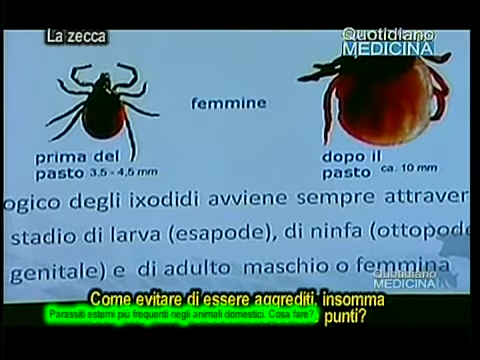 La zecca
Quotidiano
MEDICINA
femmine
prima del
pasto 3,5 - 4,5 mm
dopo il
pasto ca. 10 mm
ogico degli ixodidi avviene sempre attraver
stadio di larva (esapode), di ninfa (ottopode
genitale) e di adulto maschio o femmina
Quotidiano
MEDICINA
Come evitare di essere aggrediti, insomma
Parassiti esterni più frequenti negli animali domestici. Cosa fare?
punti?